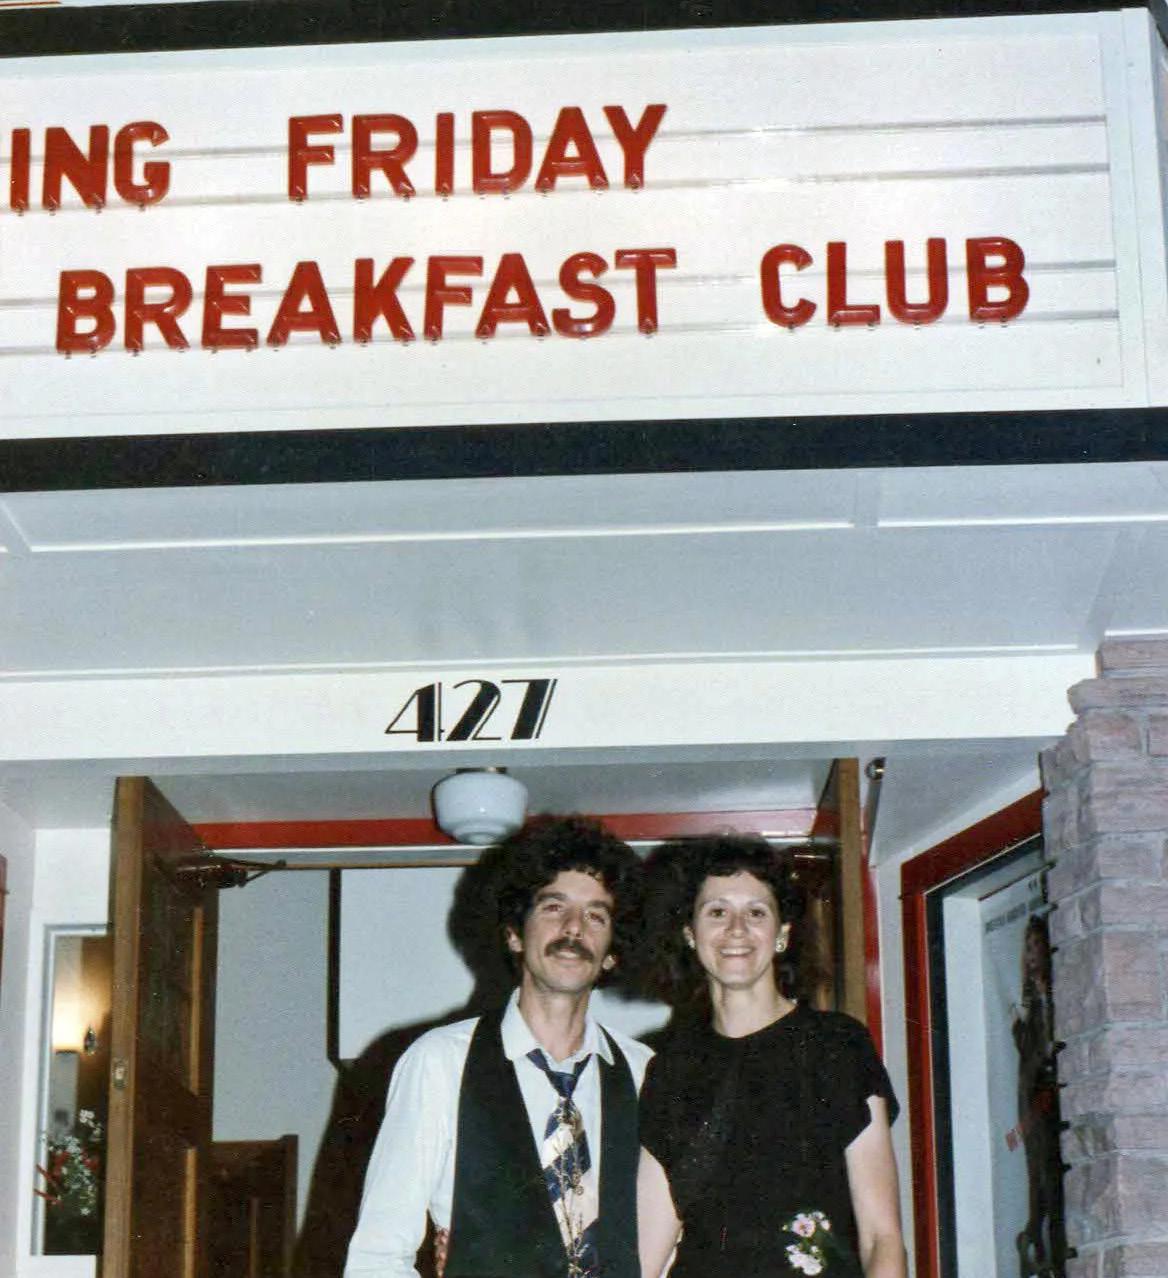 ING FRIDAY
BREAKFAST CLUB
427